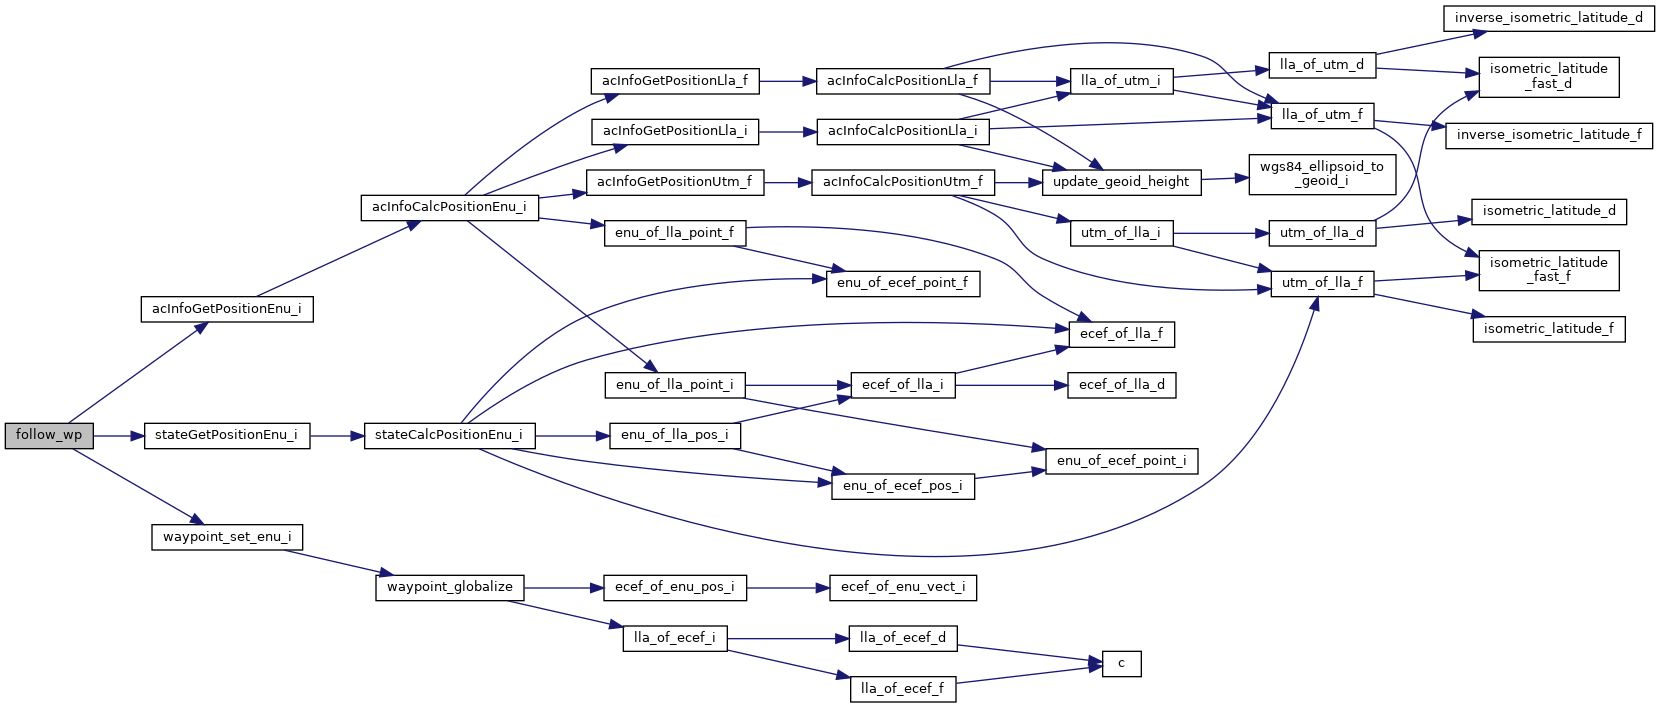 follow_wp
acInfoGetPositionEnu_i
stateGetPositionEnu_i
waypoint_set_enu_i
acInfoCalcPositionEnu_i
stateCalcPositionEnu_i
waypoint_globalize
acInfoGetPositionLla_f
acInfoGetPositionLla_i
acInfoGetPositionUtm_f
enu_of_lla_point_f
enu_of_lla_point_i
enu_of_lla_pos_i
ecef_of_enu_pos_i
lla_of_ecef_i
acInfoCalcPositionLla_f
acInfoCalcPositionLla_i
acInfoCalcPositionUtm_f
enu_of_ecef_point_f
ecef_of_lla_i
enu_of_ecef_pos_i
ecef_of_enu_vect_i
lla_of_ecef_d
lla_of_ecef_f
lla_of_utm_i
update_geoid_height
utm_of_lla_i
ecef_of_lla_f
ecef_of_lla_d
enu_of_ecef_point_i
c
lla_of_utm_d
lla_of_utm_f
wgs84_ellipsoid_to
_geoid_i
utm_of_lla_d
utm_of_lla_f
inverse_isometric_latitude_d
isometric_latitude
_fast_d
inverse_isometric_latitude_f
isometric_latitude_d
isometric_latitude
_fast_f
isometric_latitude_f